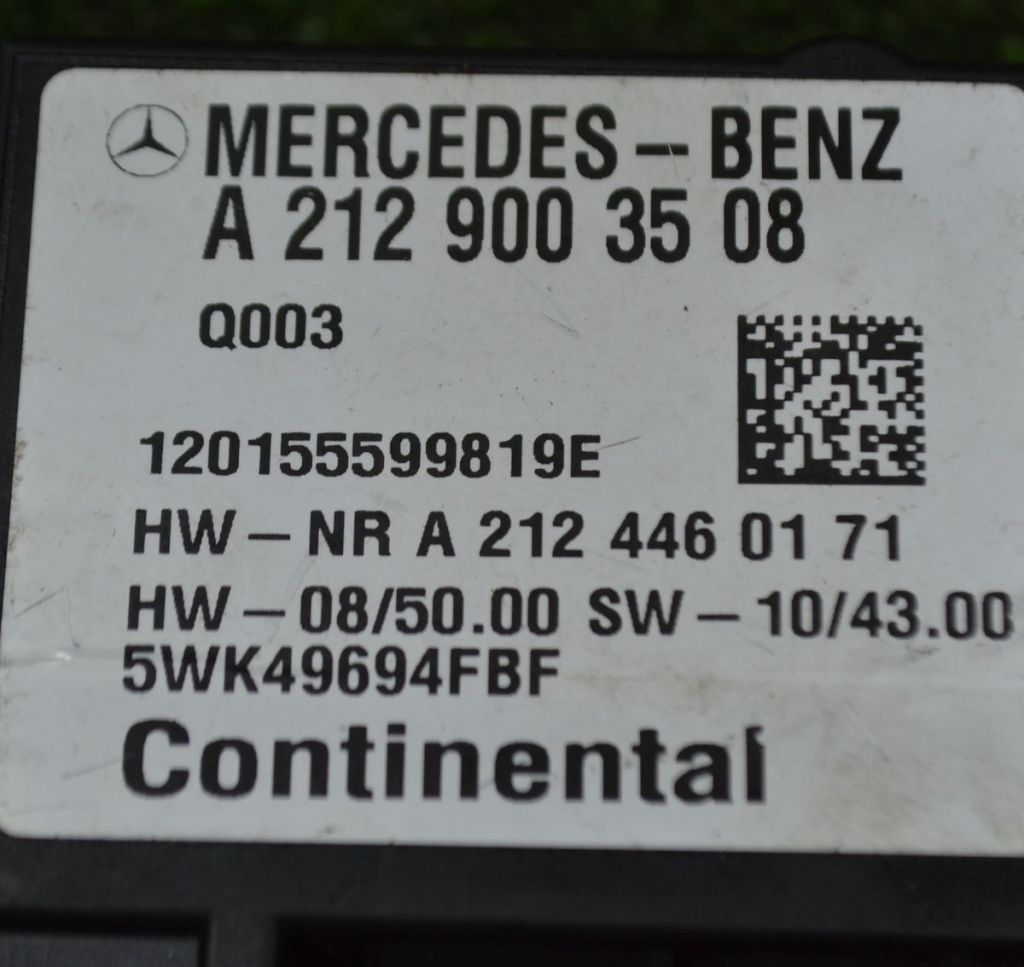 MERCEDES-BENZ
A 212 900 35 08
Q003
120155599819E
HW-NR A 212 446 01 71
HW-08/50.00 SW-10/43.00
5WK49694FBF
Continental